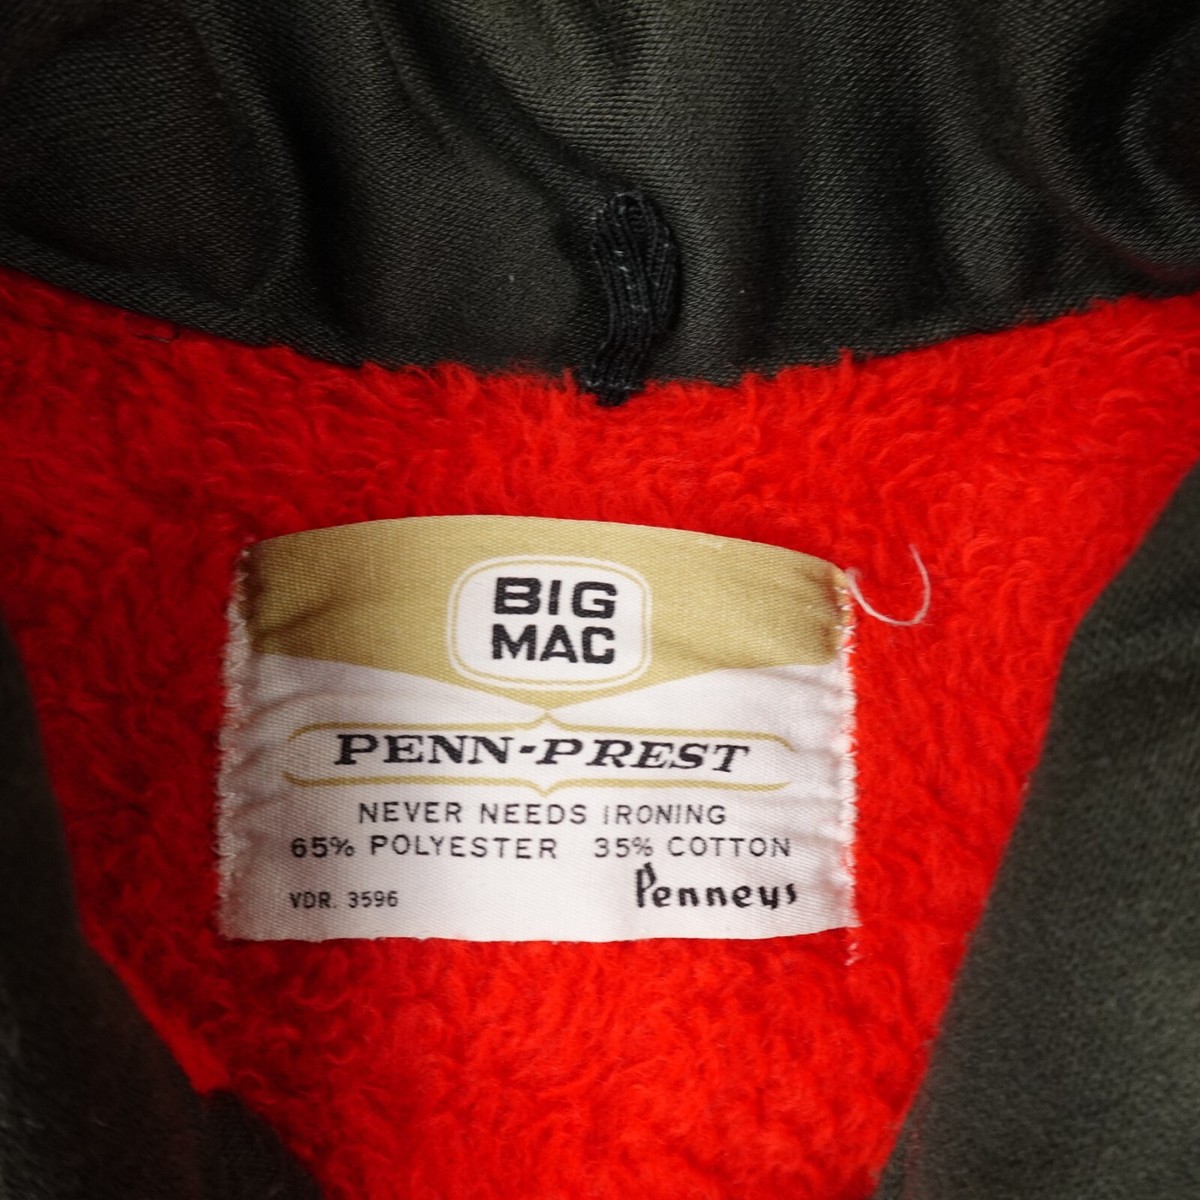 BIG
MAC
PENN-PREST
NEVER NEEDS IRONING
65% POLYESTER 35% COTTON
VDR. 3596 Penneys